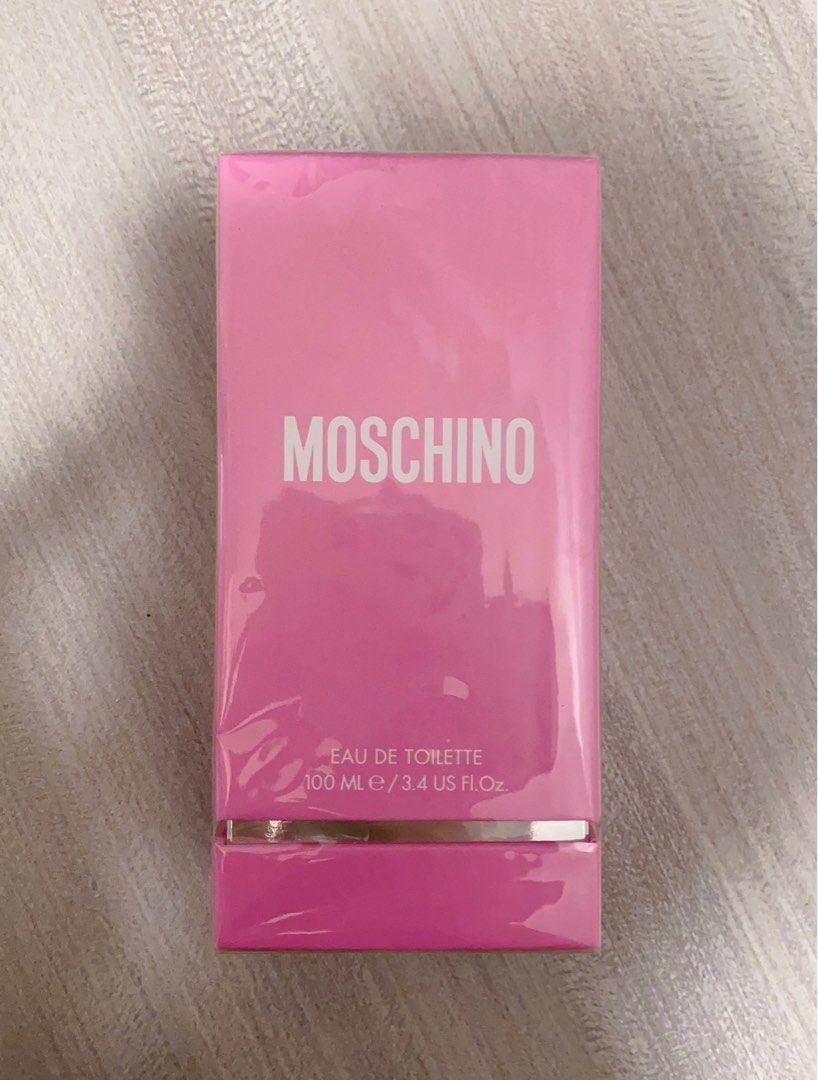 MOSCHINO
EAU DE TOILETTE
100 ML ℮ / 3.4 US Fl.Oz.